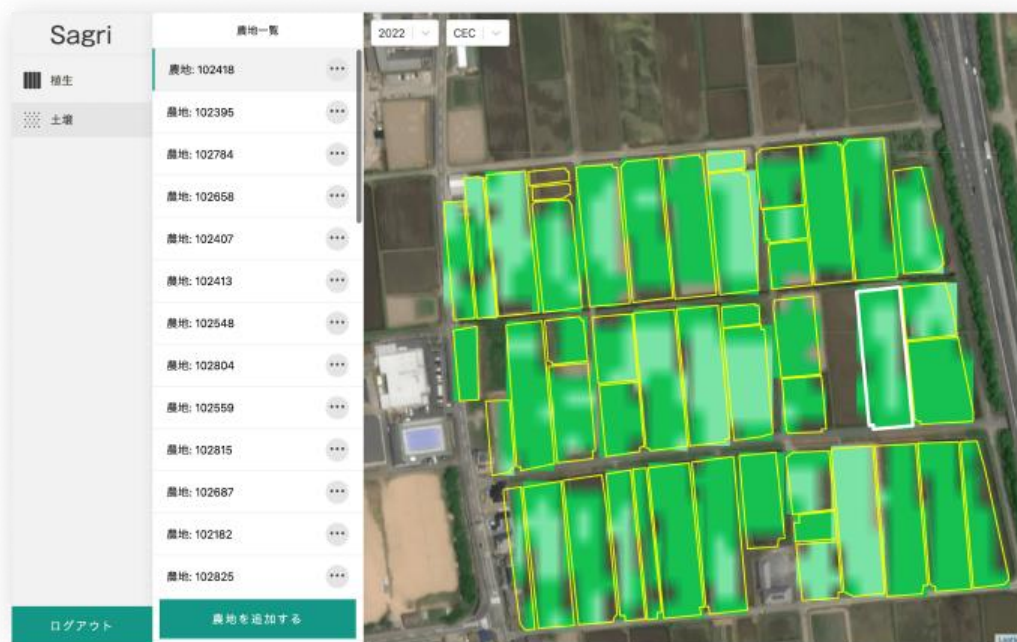 Sagri
植生
土壌
ログアウト
農地一覧
農地: 102418
農地: 102395
農地: 102784
農地: 102658
農地: 102407
農地: 102413
農地: 102548
農地: 102804
農地: 102559
農地: 102815
農地: 102687
農地: 102182
農地: 102825
農地を追加する
2022
CEC